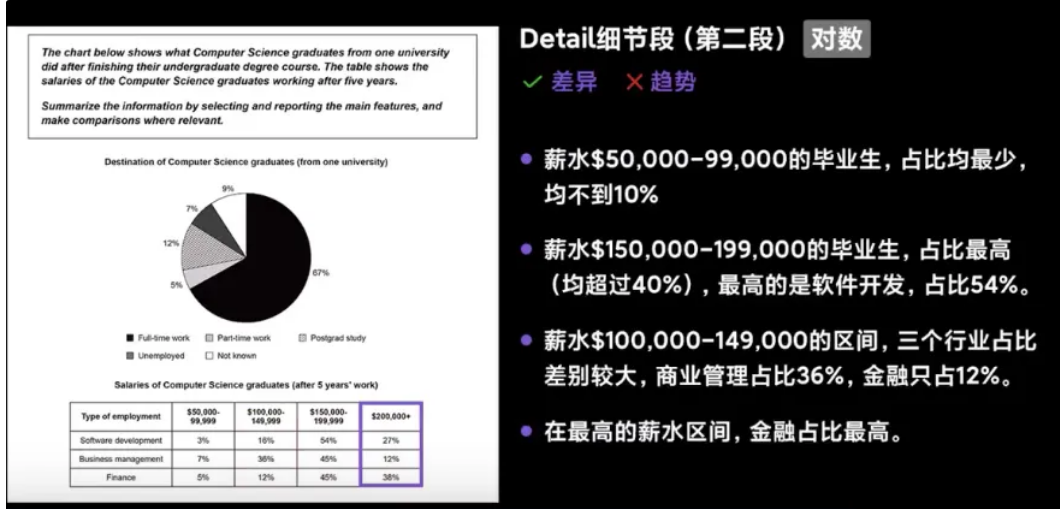 The chart below shows what Computer Science graduates from one university
did after finishing their undergraduate degree course. The table shows the
salaries of the Computer Science graduates working after five years.
Summarize the information by selecting and reporting the main features, and
make comparisons where relevant.
Destination of Computer Science graduates (from one university)
9%
7%
12%
5%
67%
Full-time work Part-time work Postgrad study
Unemployed Not known
Salaries of Computer Science graduates (after 5 years' work)
Type of employment $50,000-99,999 $100,000-149,999 $150,000-199,999 $200,000+
Software development 3% 16% 54% 27%
Business management 7% 36% 45% 12%
Finance 5% 12% 45% 38%
Detail细节段(第二段) 对数
✓ 差异 ✕ 趋势
薪水$50,000-99,000的毕业生,占比均最少,
均不到10%
薪水$150,000-199,000的毕业生,占比最高
(均超过40%),最高的是软件开发,占比54%。
薪水$100,000-149,000的区间,三个行业占比
差别较大,商业管理占比36%,金融只占12%。
在最高的薪水区间,金融占比最高。